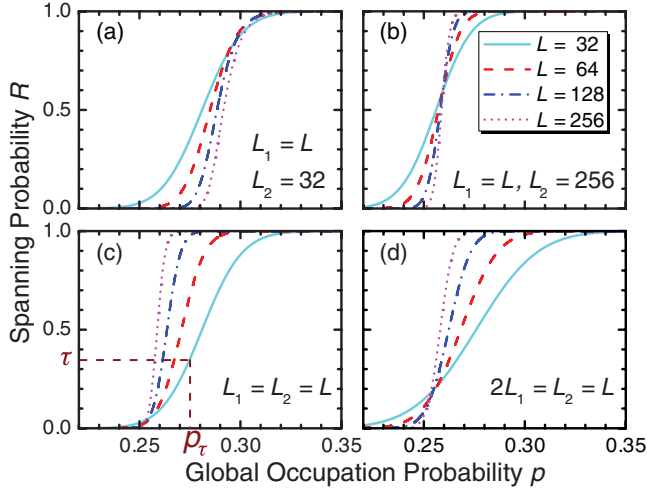 Spanning Probability R
1.0
0.5
0.0
(a)
L₁ = L
L₂ = 32
(b)
L = 32
L = 64
L = 128
L = 256
L₁ = L, L₂ = 256
1.0
0.5
τ
0.0
(c)
L₁ = L₂ = L
(d)
2L₁ = L₂ = L
0.25 0.30 0.35 0.25 0.30 0.35
pτ
Global Occupation Probability p